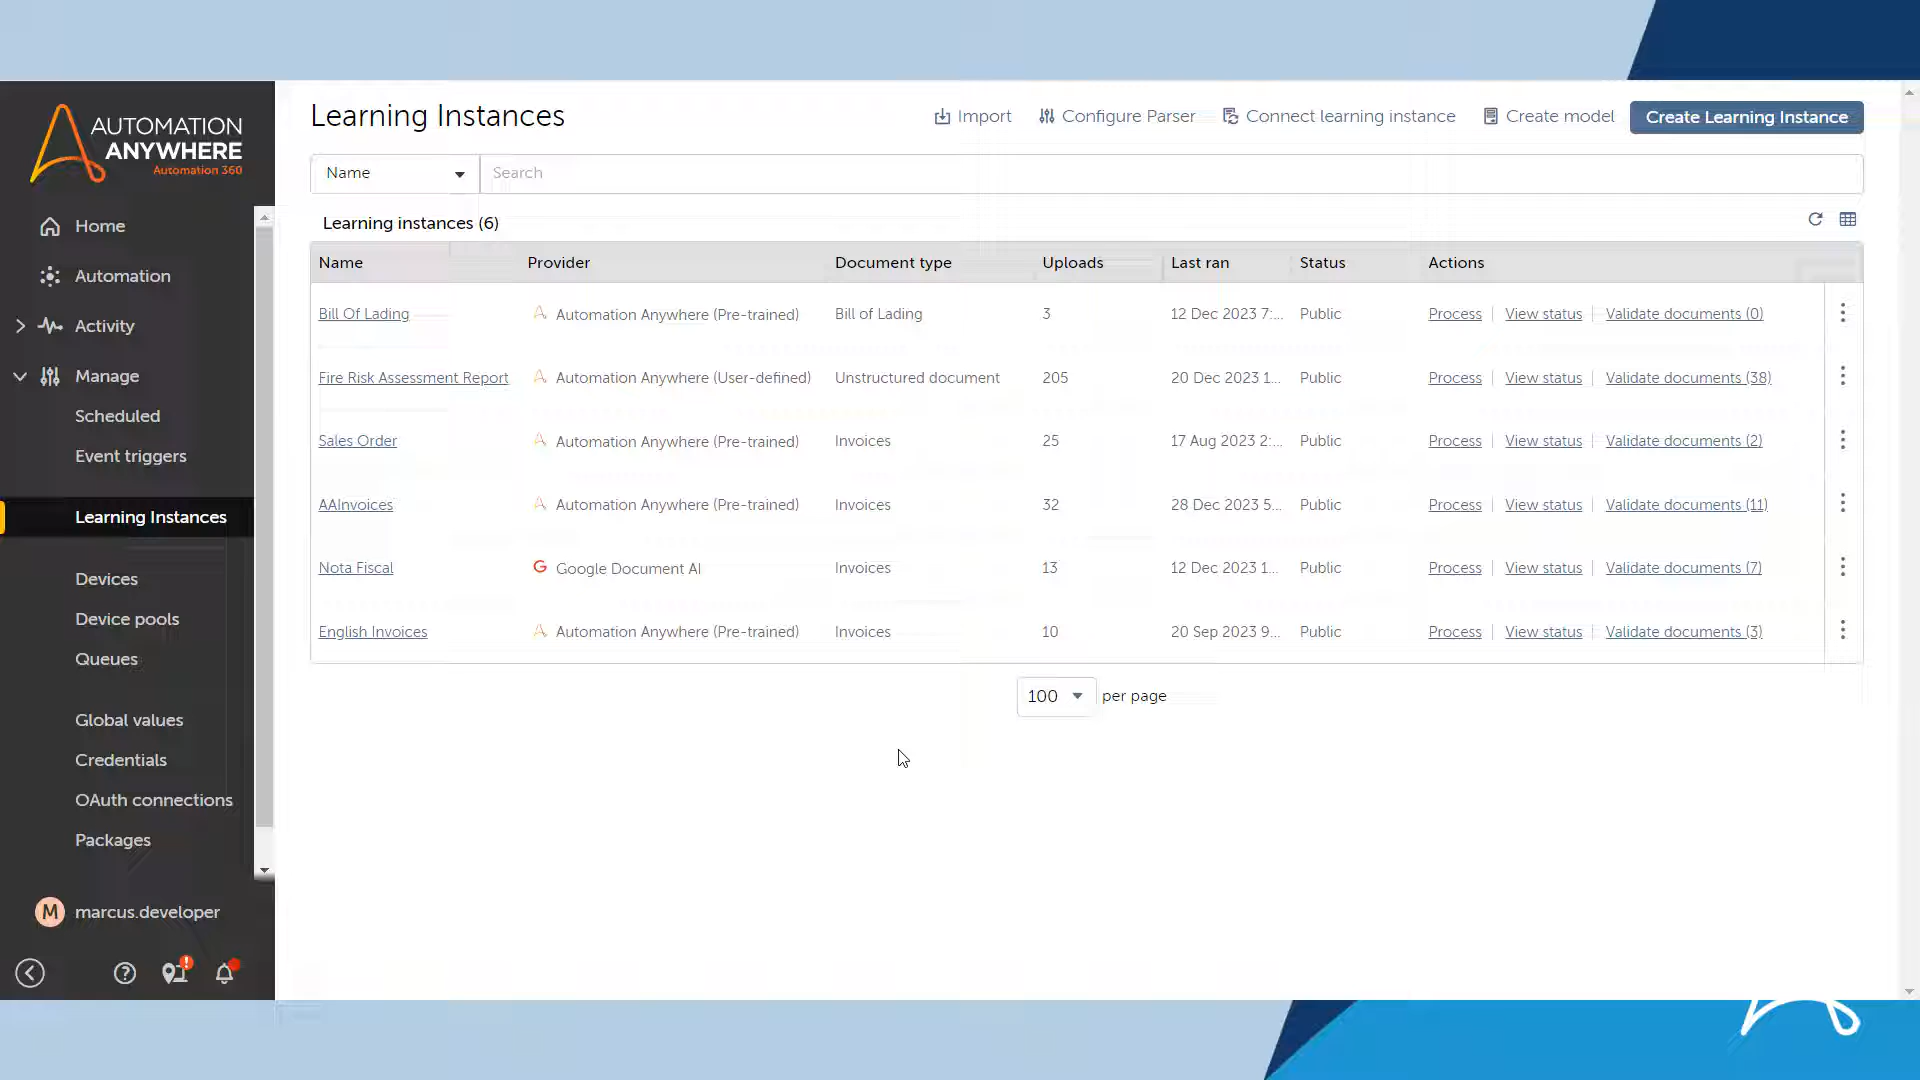 AUTOMATION
ANYWHERE
Automation 360
Home
Automation
Activity
Manage
Scheduled
Event triggers
Learning Instances
Devices
Device pools
Queues
Global values
Credentials
OAuth connections
Packages
M marcus.developer
Learning Instances
Import Configure Parser Connect learning instance Create model Create Learning Instance
Name Search
Learning instances (6)
Name Provider Document type Uploads Last ran Status Actions
Bill Of Lading Automation Anywhere (Pre-trained) Bill of Lading 3 12 Dec 2023 7:... Public Process View status Validate documents (0)
Fire Risk Assessment Report Automation Anywhere (User-defined) Unstructured document 205 20 Dec 2023 1... Public Process View status Validate documents (38)
Sales Order Automation Anywhere (Pre-trained) Invoices 25 17 Aug 2023 2:... Public Process View status Validate documents (2)
AAInvoices Automation Anywhere (Pre-trained) Invoices 32 28 Dec 2023 5... Public Process View status Validate documents (11)
Nota Fiscal Google Document AI Invoices 13 12 Dec 2023 1... Public Process View status Validate documents (7)
English Invoices Automation Anywhere (Pre-trained) Invoices 10 20 Sep 2023 9... Public Process View status Validate documents (3)
100 per page